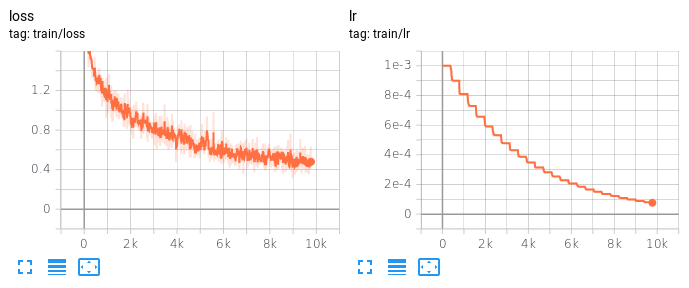 loss
tag: train/loss
1.2
0.8
0.4
0
0 2k 4k 6k 8k 10k
lr
tag: train/lr
1e-3
8e-4
6e-4
4e-4
2e-4
0
0 2k 4k 6k 8k 10k